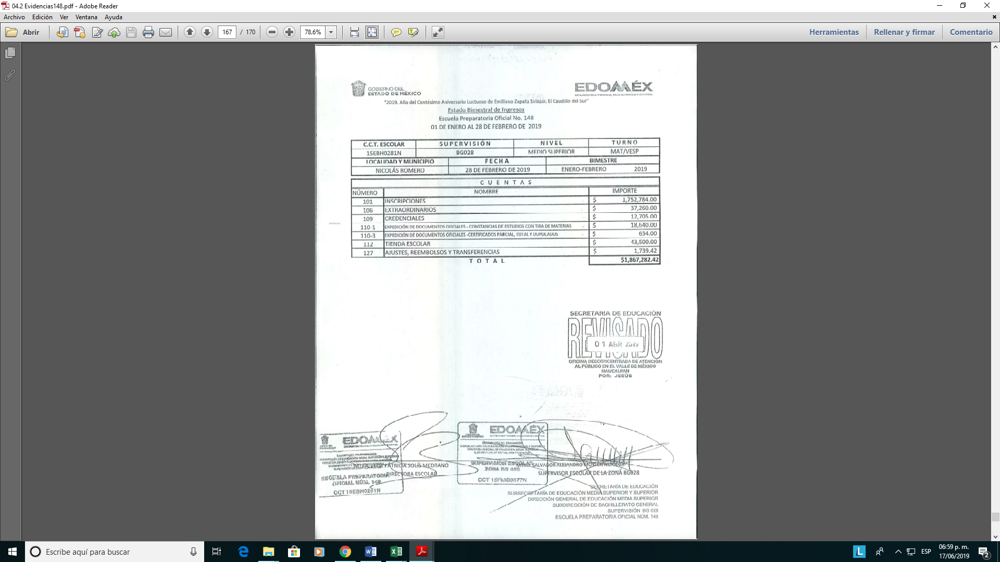 04.2 Evidencias148.pdf - Adobe Reader
Archivo Edición Ver Ventana Ayuda
Abrir 167 / 170 78.6% Herramientas Rellenar y firmar Comentario
GOBIERNO DEL
ESTADO DE MÉXICO
EDOMÉX
DECISIONES FIRMES, RESULTADOS FUERTES.
"2019. Año del Centésimo Aniversario Luctuoso de Emiliano Zapata Salazar. El Caudillo del Sur"
Estado Bimestral de Ingresos
Escuela Preparatoria Oficial No. 148
01 DE ENERO AL 28 DE FEBRERO DE 2019
C.C.T. ESCOLAR SUPERVISIÓN NIVEL TURNO
15EBH0281N BG028 MEDIO SUPERIOR MAT/VESP
LOCALIDAD Y MUNICIPIO FECHA BIMESTRE
NICOLÁS ROMERO 28 DE FEBRERO DE 2019 ENERO-FEBRERO 2019
CUENTAS
NÚMERO NOMBRE IMPORTE
101 INSCRIPCIONES $ 1,752,784.00
106 EXTRAORDINARIOS $ 37,260.00
109 CREDENCIALES $ 12,705.00
110-1 EXPEDICIÓN DE DOCUMENTOS OFICIALES - CONSTANCIAS DE ESTUDIOS CON TIRA DE MATERIAS $ 18,640.00
110-3 EXPEDICIÓN DE DOCUMENTOS OFICIALES -CERTIFICADOS PARCIAL, TOTAL Y DUPLICADOS $ 654.00
112 TIENDA ESCOLAR $ 43,500.00
127 AJUSTES, REEMBOLSOS Y TRANSFERENCIAS $ 1,739.42
TOTAL $1,867,282.42
SECRETARIA DE EDUCACIÓN
REVISADO
01 ABR 2019
OFICINA DESCONCENTRADA DE ATENCIÓN
AL PÚBLICO EN EL VALLE DE MÉXICO
NAUCALPAN
POR: JESÚS
EDOMÉX
PATRICIA SOLÍS MEDRANO
DIRECTORA ESCOLAR
ESCUELA PREPARATORIA
OFICIAL NÚM. 148
CCT 15EBH0281N
EDOMÉX
SECRETARÍA DE EDUCACIÓN
SUPERVISIÓN ESCOLAR
ZONA BG 028
CCT 15FMS0077N
MTRO. SALVADOR ALEJANDRO MOYSEN NORIEGA
SUPERVISOR ESCOLAR DE LA ZONA BG028
SECRETARÍA DE EDUCACIÓN
SUBSECRETARÍA DE EDUCACIÓN MEDIA SUPERIOR Y SUPERIOR
DIRECCIÓN GENERAL DE EDUCACIÓN MEDIA SUPERIOR
SUBDIRECCIÓN DE BACHILLERATO GENERAL
SUPERVISIÓN BG 028
ESCUELA PREPARATORIA OFICIAL NÚM. 148
Escribe aquí para buscar
ESP
06:59 p. m.
17/06/2019
2